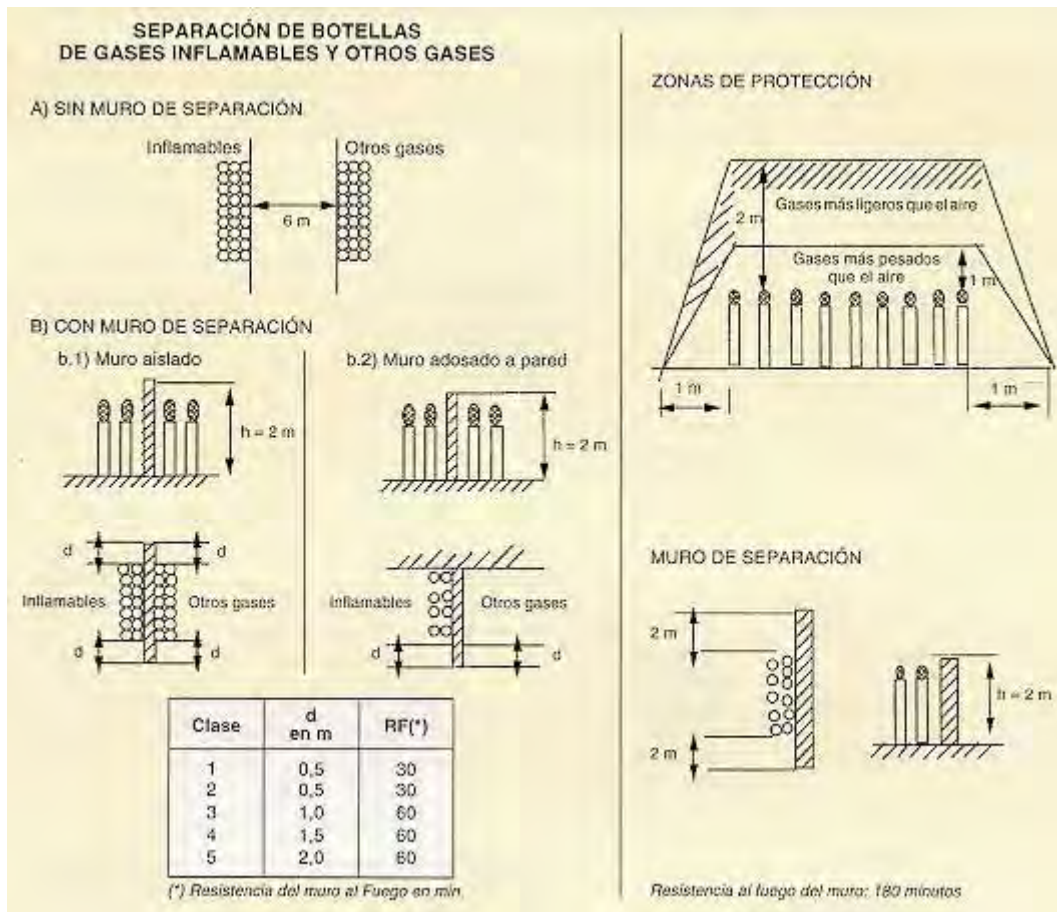 SEPARACIÓN DE BOTELLAS
DE GASES INFLAMABLES Y OTROS GASES
A) SIN MURO DE SEPARACIÓN
Inflamables
Otros gases
6 m
B) CON MURO DE SEPARACIÓN
b.1) Muro aislado
h = 2 m
d
d
Inflamables
Otros gases
d
d
b.2) Muro adosado a pared
h = 2 m
Inflamables
Otros gases
d
d
Clase d en m RF(*)
1 0,5 30
2 0,5 30
3 1,0 60
4 1,5 60
5 2,0 60
(*) Resistencia del muro al Fuego en min.
ZONAS DE PROTECCIÓN
Gases más ligeros que el aire
2 m
Gases más pesados
que el aire
1 m
1 m
1 m
MURO DE SEPARACIÓN
2 m
h = 2 m
2 m
Resistencia al fuego del muro: 180 minutos